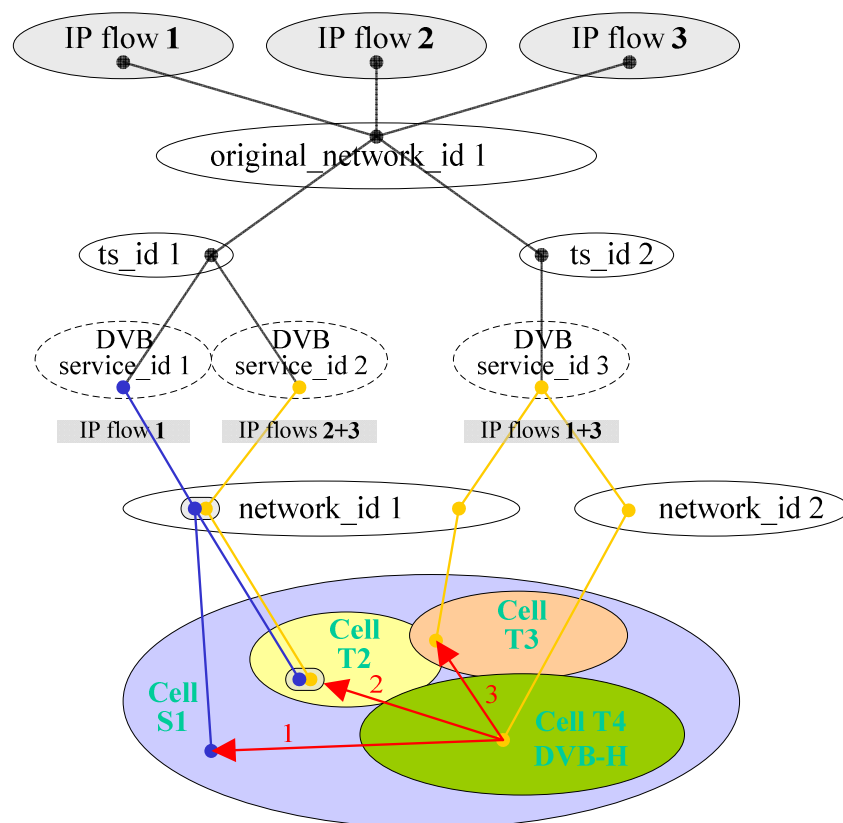 IP flow 1
IP flow 2
IP flow 3
original_network_id 1
ts_id 1
ts_id 2
DVB
service_id 1
DVB
service_id 2
DVB
service_id 3
IP flow 1
IP flows 2+3
IP flows 1+3
network_id 1
network_id 2
Cell
T2
Cell
T3
Cell
S1
2
3
1
Cell T4
DVB-H